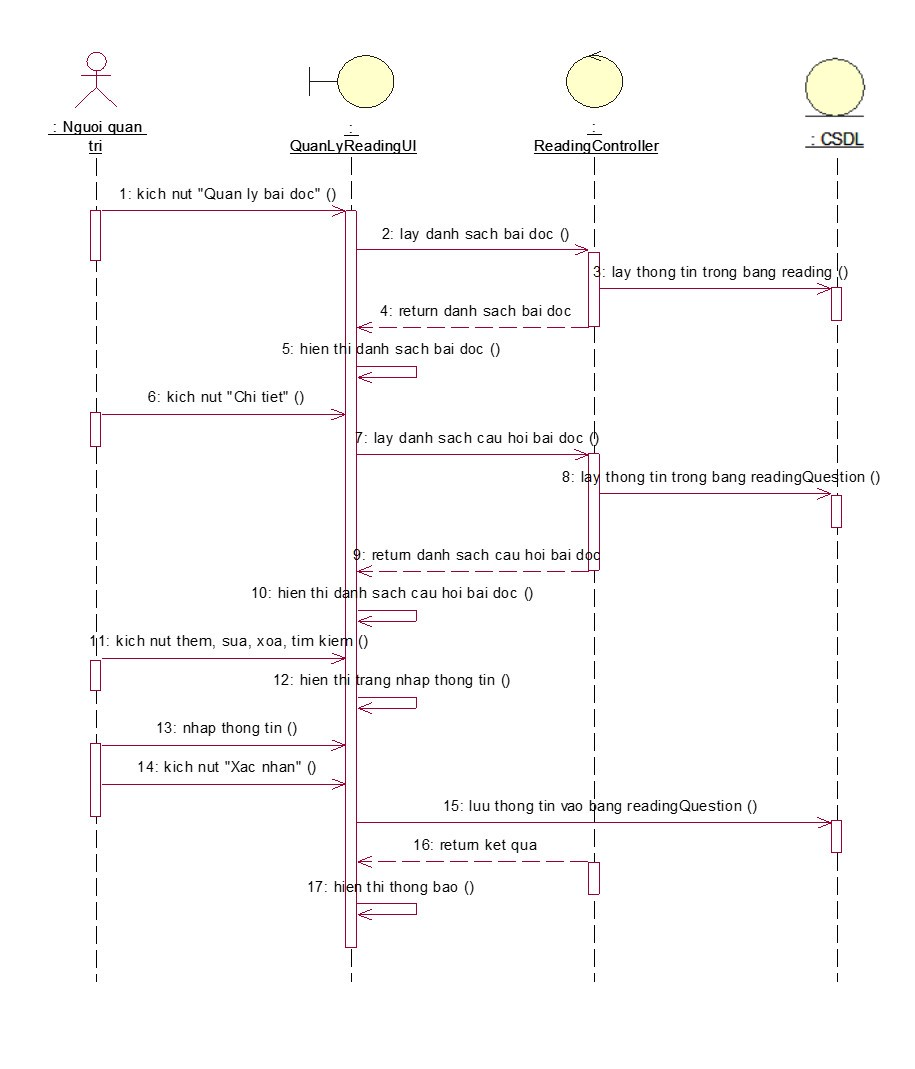 : Nguoi quan
tri
:
QuanLyReadingUI
:
ReadingController
: CSDL
1: kich nut "Quan ly bai doc" ()
2: lay danh sach bai doc ()
3: lay thong tin trong bang reading ()
4: return danh sach bai doc
5: hien thi danh sach bai doc ()
6: kich nut "Chi tiet" ()
7: lay danh sach cau hoi bai doc ()
8: lay thong tin trong bang readingQuestion ()
9: return danh sach cau hoi bai doc
10: hien thi danh sach cau hoi bai doc ()
11: kich nut them, sua, xoa, tim kiem ()
12: hien thi trang nhap thong tin ()
13: nhap thong tin ()
14: kich nut "Xac nhan" ()
15: luu thong tin vao bang readingQuestion ()
16: return ket qua
17: hien thi thong bao ()